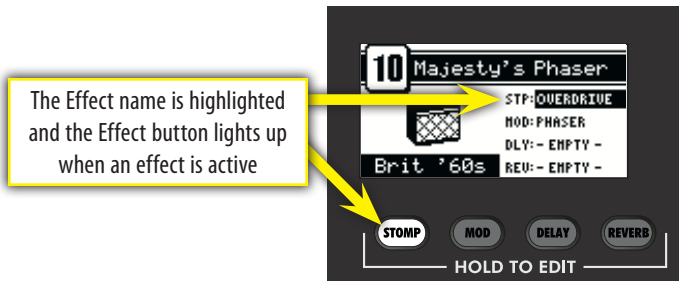 The Effect name is highlighted
and the Effect button lights up
when an effect is active
10 Majesty's Phaser
STP: OVERDRIVE
MOD: PHASER
DLY: - EMPTY -
Brit '60s REV: - EMPTY -
STOMP MOD DELAY REVERB
HOLD TO EDIT